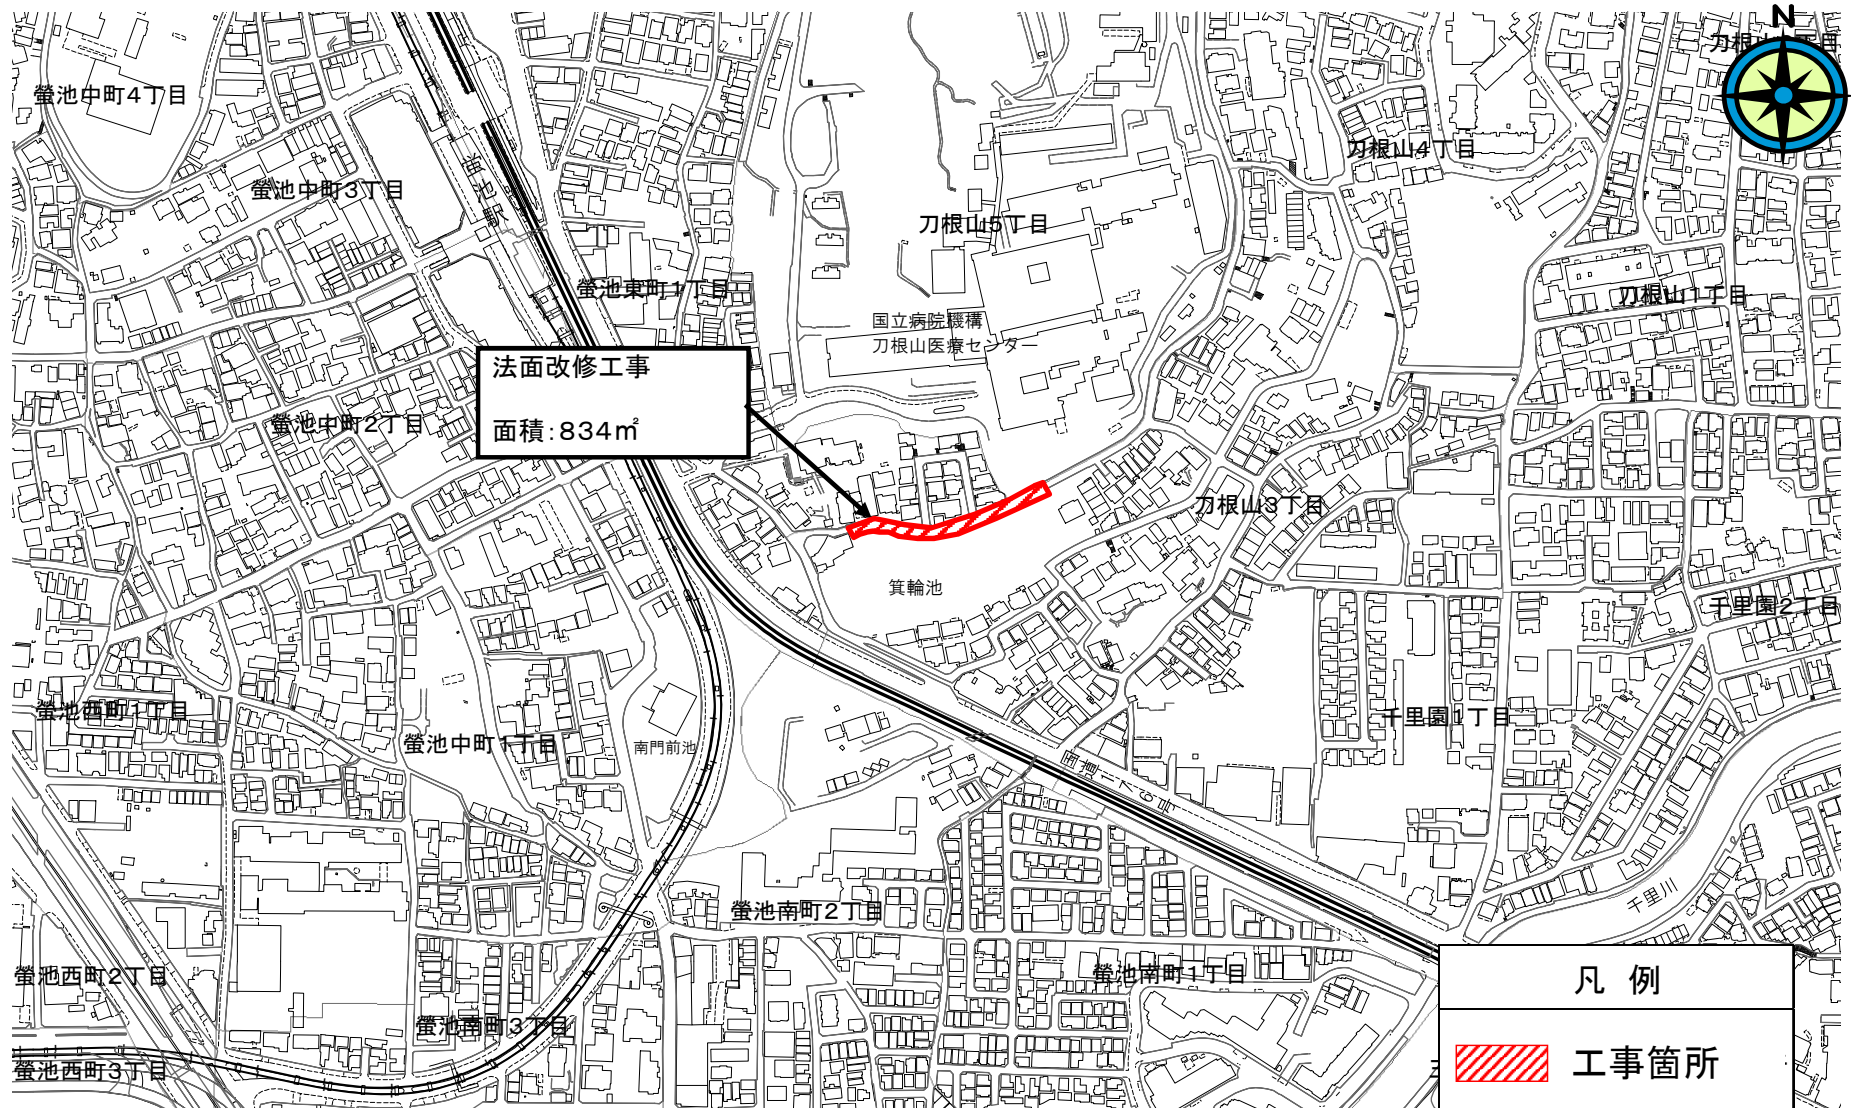 N
刀根山
目
螢池中町4丁目
刀根山4丁目
螢池中町3丁目
螢池駅
刀根山5丁目
螢池東町1丁目
刀根山1丁目
国立病院機構
刀根山医療センター
法面改修工事
面積：834㎡
螢池中町2丁目
刀根山3丁目
箕輪池
千里園2丁目
螢池西町1丁目
千里園1丁目
螢池中町1丁目
南門前池
国道176号
千里川
螢池南町2丁目
螢池南町1丁目
螢池西町2丁目
螢池南町3丁目
螢池西町3丁目
凡 例
工事箇所